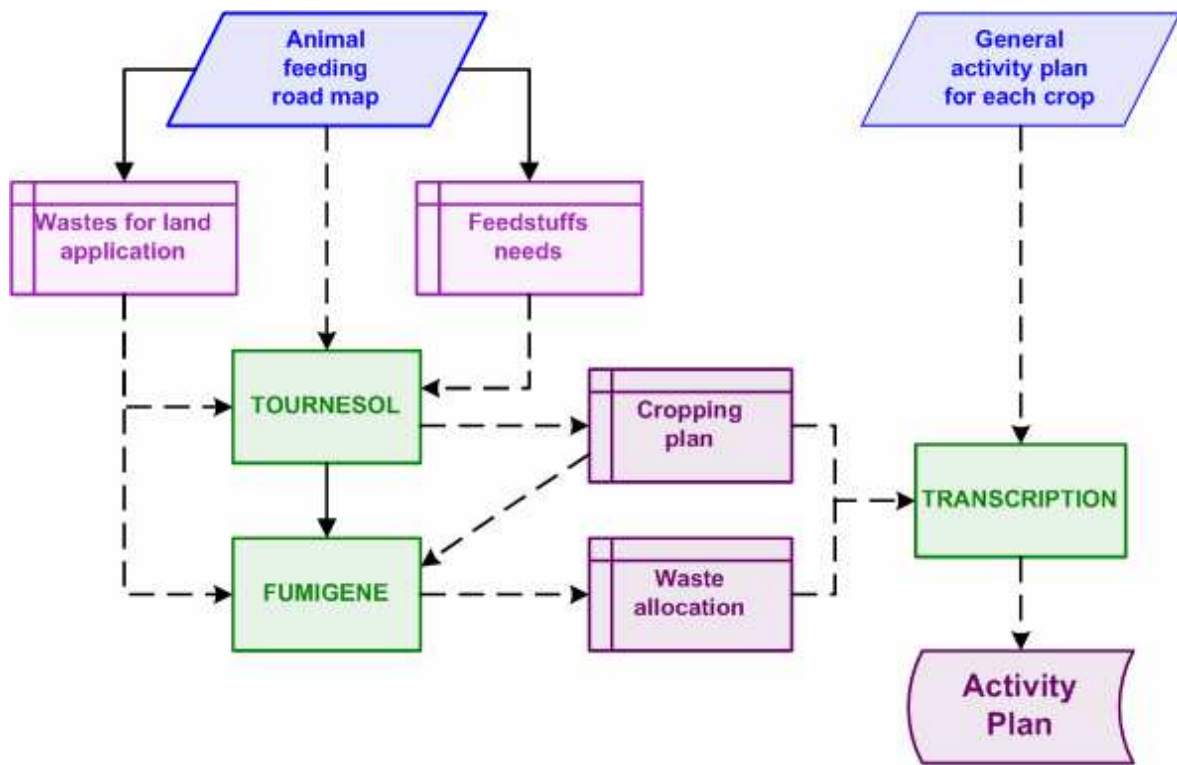 Animal
feeding
road map
General
activity plan
for each crop
Wastes for land
application
Feedstuffs
needs
TOURNESOL
Cropping
plan
TRANSCRIPTION
FUMIGENE
Waste
allocation
Activity
Plan